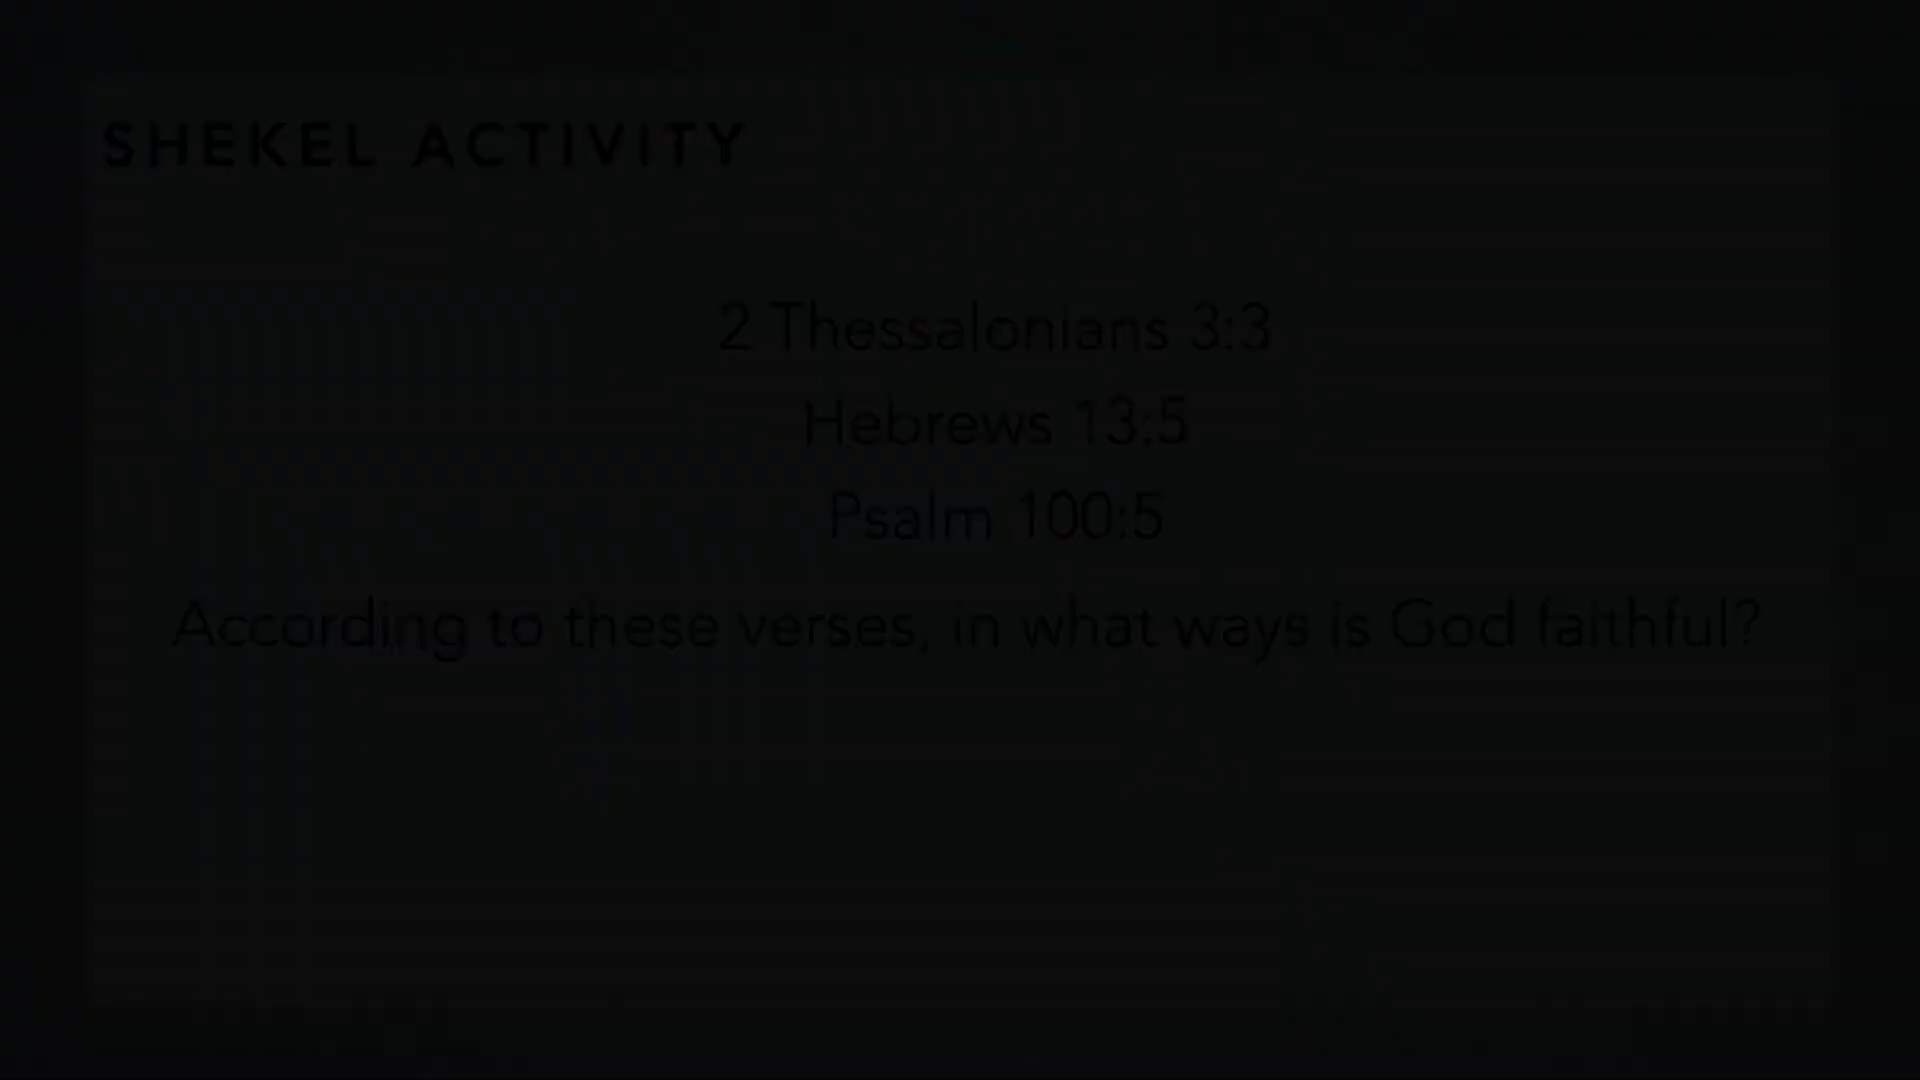 SHEKEL ACTIVITY
2 Thessalonians 3:3
Hebrews 13:5
Psalm 100:5
According to these verses, in what ways is God faithful?